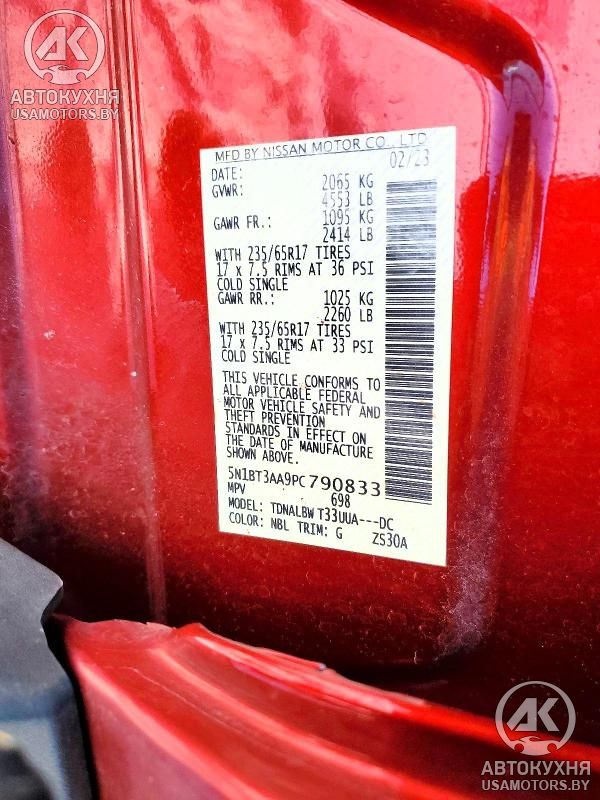 АК
АВТОКУХНЯ
USAMOTORS.BY
MFD BY NISSAN MOTOR CO., LTD
DATE: 02/23
GVWR: 2065 KG
4553 LB
GAWR FR.: 1095 KG
2414 LB
WITH 235/65R17 TIRES
17 x 7.5 RIMS AT 36 PSI
COLD SINGLE
GAWR RR.: 1025 KG
2260 LB
WITH 235/65R17 TIRES
17 x 7.5 RIMS AT 33 PSI
COLD SINGLE
THIS VEHICLE CONFORMS TO
ALL APPLICABLE FEDERAL
MOTOR VEHICLE SAFETY AND
THEFT PREVENTION
STANDARDS IN EFFECT ON
THE DATE OF MANUFACTURE
SHOWN ABOVE.
5N1BT3AA9PC790833
MPV 698
MODEL: TDNALBW T33UUA---DC
COLOR: NBL TRIM: G ZS30A
АК
АВТОКУХНЯ
USAMOTORS.BY